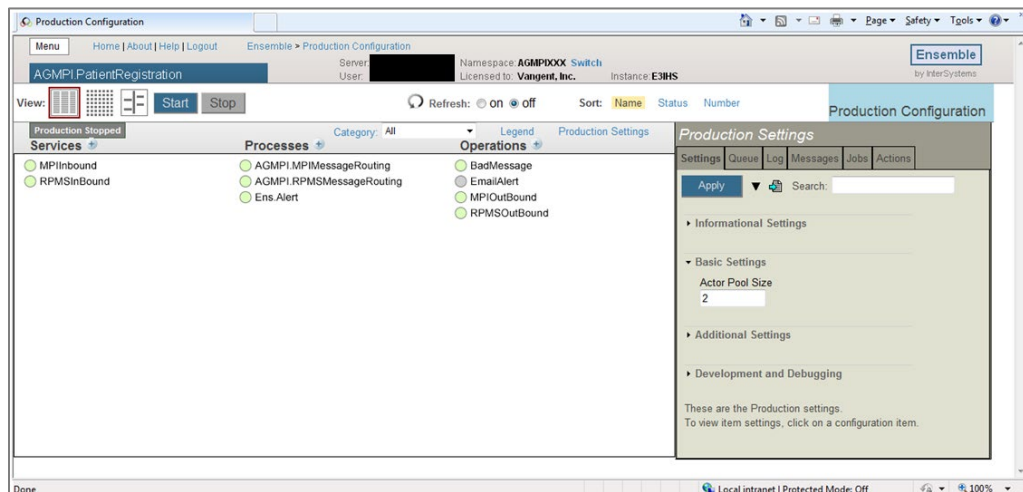 Production Configuration
Page Safety Tools
Menu Home | About | Help | Logout Ensemble > Production Configuration
Server: Namespace: AGMPIXXX Switch
User: Licensed to: Vangent, Inc. Instance: E3IHS
Ensemble
by InterSystems
AGMPI.PatientRegistration
View: Start Stop Refresh: on off Sort: Name Status Number
Production Configuration
Production Stopped
Category: All Legend Production Settings
Services Processes Operations
MPIInbound AGMPI.MPIMessageRouting BadMessage
RPMSInBound AGMPI.RPMSMessageRouting EmailAlert
Ens.Alert MPIOutBound
RPMSOutBound
Production Settings
Settings Queue Log Messages Jobs Actions
Apply Search:
Informational Settings
Basic Settings
Actor Pool Size
2
Additional Settings
Development and Debugging
These are the Production settings.
To view item settings, click on a configuration item.
Done Local intranet | Protected Mode: Off 100%